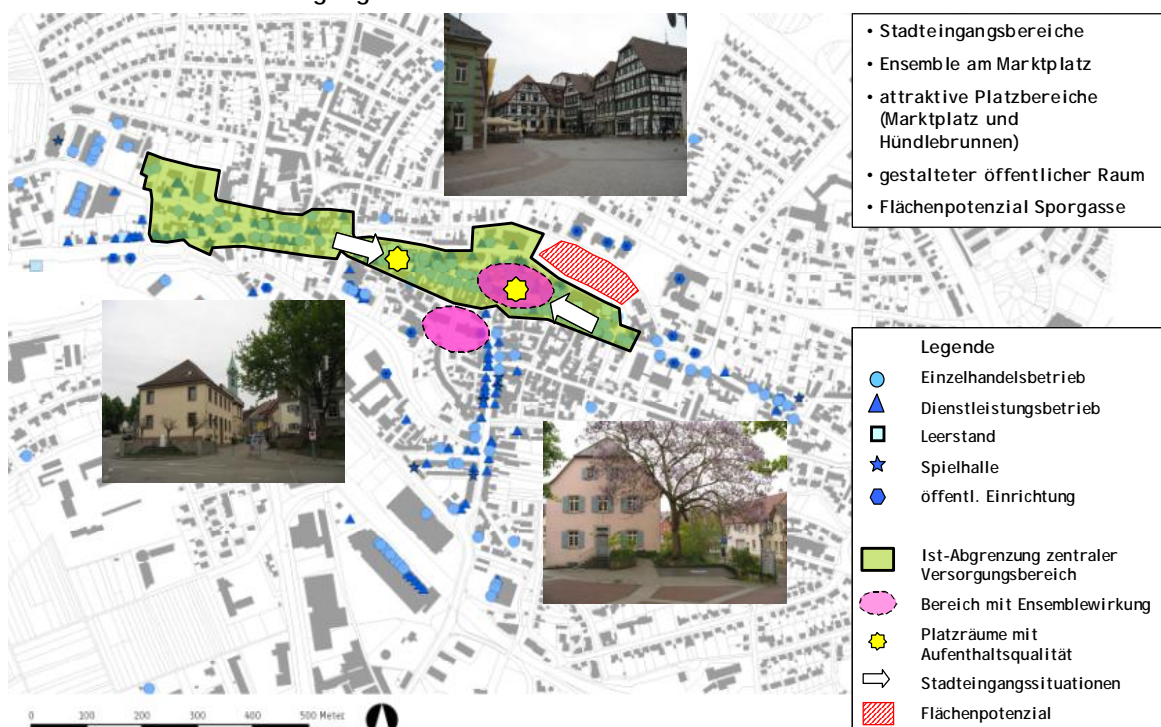 • Stadteingangsbereiche
• Ensemble am Marktplatz
• attraktive Platzbereiche
(Marktplatz und
Hündlebrunnen)
• gestalteter öffentlicher Raum
• Flächenpotenzial Sporgasse
Legende
Einzelhandelsbetrieb
Dienstleistungsbetrieb
Leerstand
Spielhalle
öffentl. Einrichtung
Ist-Abgrenzung zentraler
Versorgungsbereich
Bereich mit Ensemblewirkung
Platzräume mit
Aufenthaltsqualität
Stadteingangssituationen
Flächenpotenzial
0 100 200 300 400 500 Meter